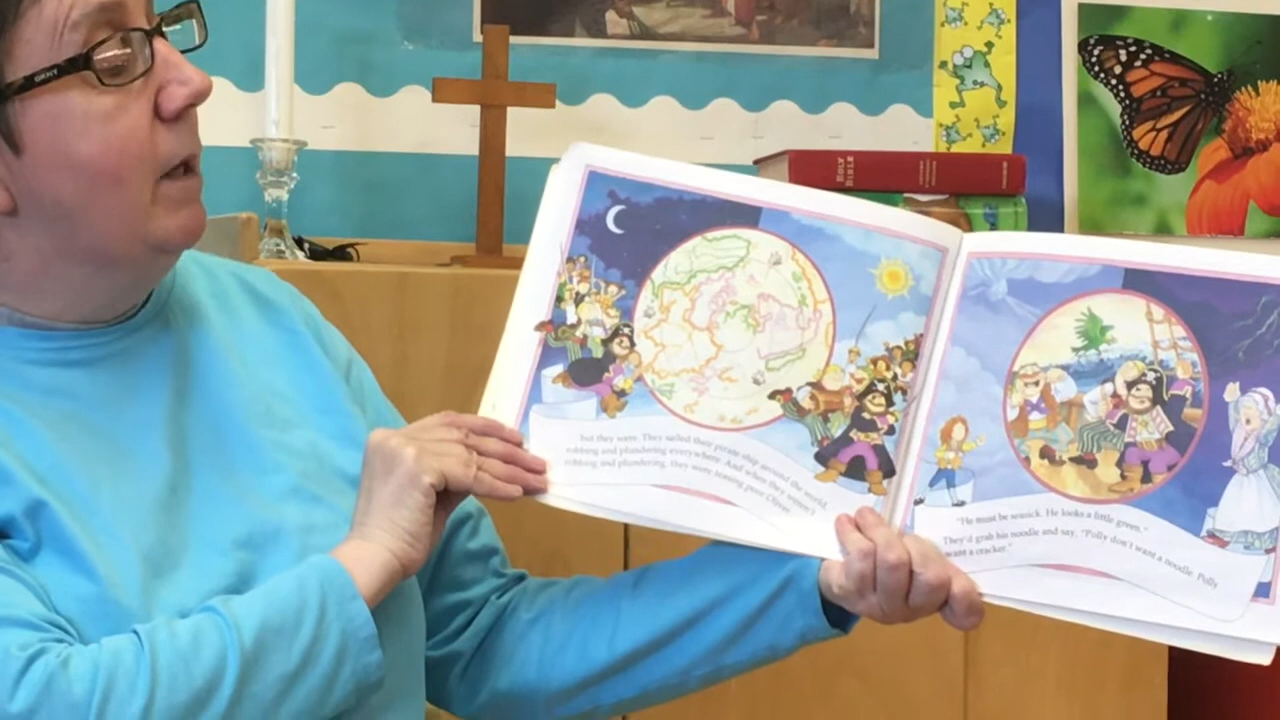 DKNY
HOLY
BIBLE
but they were. They sailed their pirate ship around the world,
robbing and plundering everywhere. And when they weren't
robbing and plundering, they were teasing poor Oliver.
"He must be seasick. He looks a little green."
They'd grab his noodle and say, "Polly don't want a noodle. Polly
want a cracker."